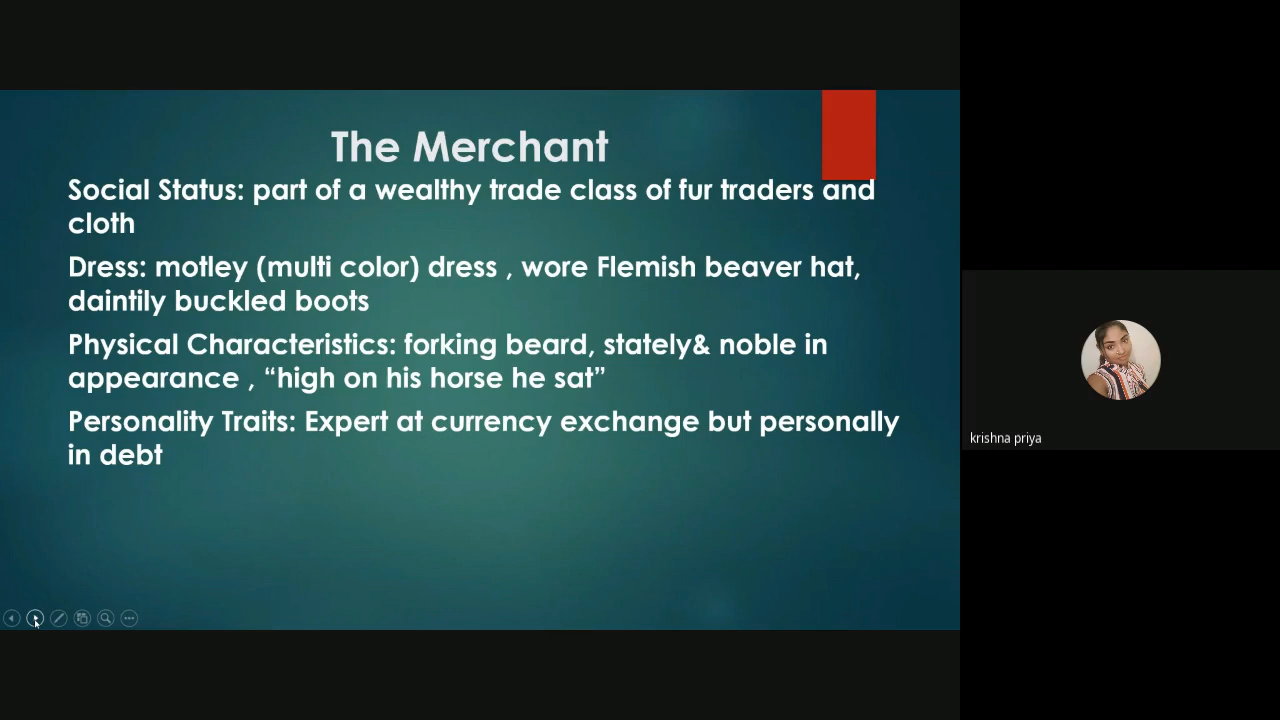 The Merchant
Social Status: part of a wealthy trade class of fur traders and
cloth
Dress: motley (multi color) dress , wore Flemish beaver hat,
daintily buckled boots
Physical Characteristics: forking beard, stately& noble in
appearance , “high on his horse he sat”
Personality Traits: Expert at currency exchange but personally
in debt
krishna priya